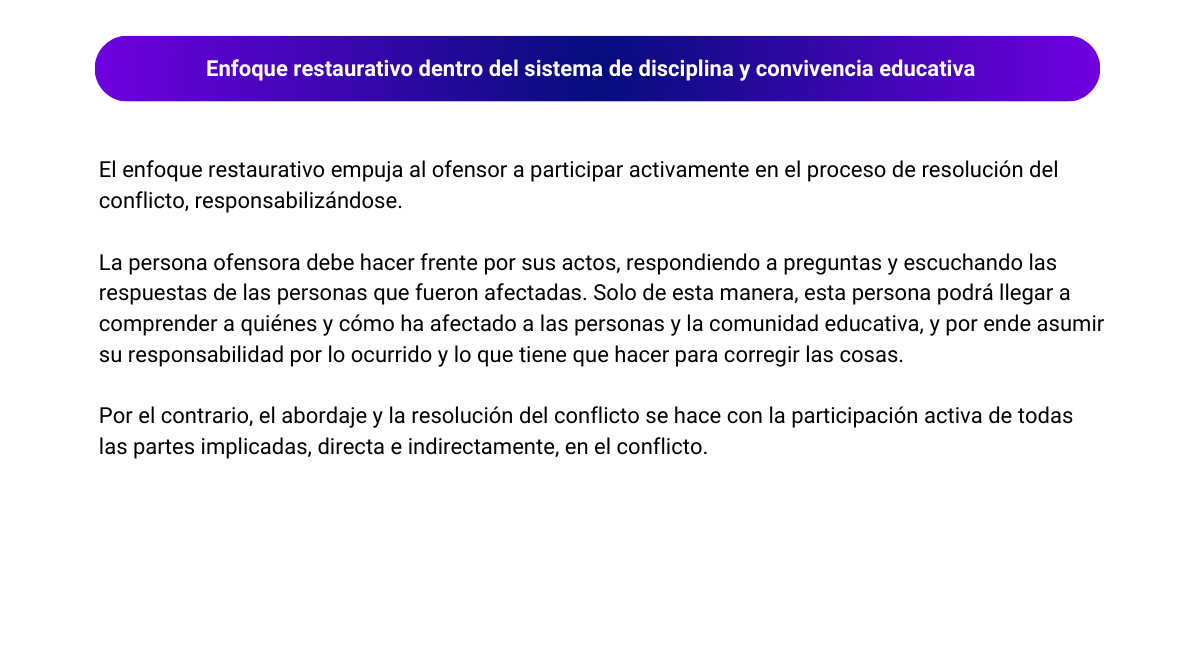 Enfoque restaurativo dentro del sistema de disciplina y convivencia educativa
El enfoque restaurativo empuja al ofensor a participar activamente en el proceso de resolución del
conflicto, responsabilizándose.
La persona ofensora debe hacer frente por sus actos, respondiendo a preguntas y escuchando las
respuestas de las personas que fueron afectadas. Solo de esta manera, esta persona podrá llegar a
comprender a quiénes y cómo ha afectado a las personas y la comunidad educativa, y por ende asumir
su responsabilidad por lo ocurrido y lo que tiene que hacer para corregir las cosas.
Por el contrario, el abordaje y la resolución del conflicto se hace con la participación activa de todas
las partes implicadas, directa e indirectamente, en el conflicto.